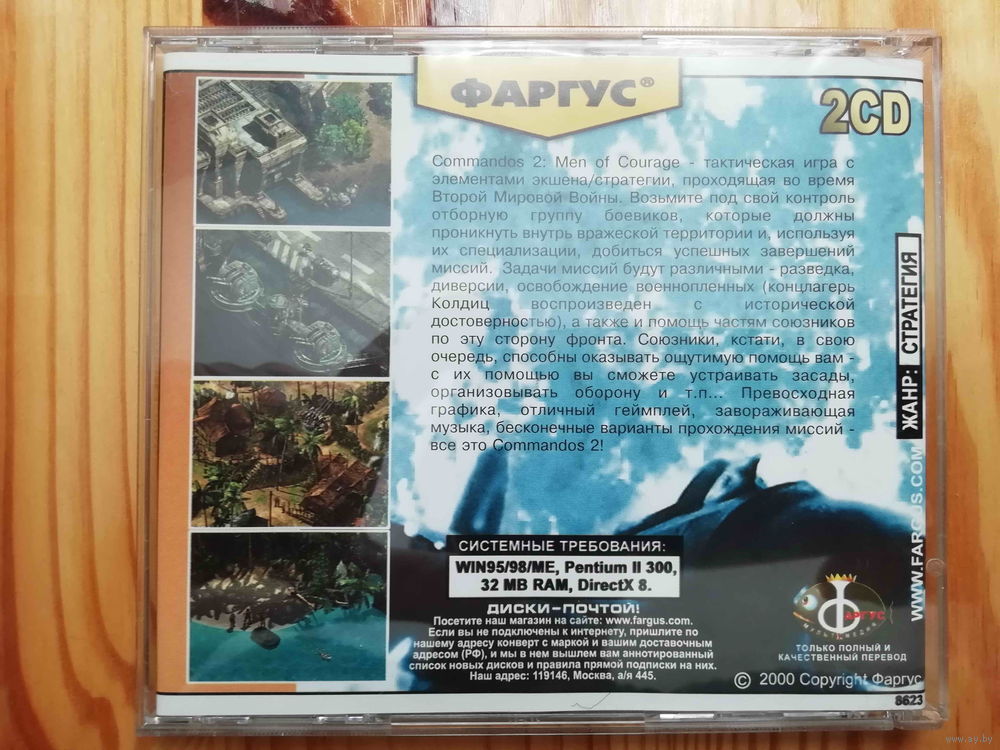 ФАРГУС®
2CD
Commandos 2: Men of Courage - тактическая игра с
элементами экшена/стратегии, проходящая во время
Второй Мировой Войны. Возьмите под свой контроль
отборную группу боевиков, которые должны
проникнуть внутрь вражеской территории и, используя
их специализации, добиться успешных завершений
миссий. Задачи миссий будут различными - разведка,
диверсии, освобождение военнопленных (концлагерь
Колдиц воспроизведен с исторической
достоверностью), а также и помощь частям союзников
по эту сторону фронта. Союзники, кстати, в свою
очередь, способны оказывать ощутимую помощь вам -
с их помощью вы сможете устраивать засады,
организовывать оборону и т.п... Превосходная
графика, отличный геймплей, завораживающая
музыка, бесконечные варианты прохождения миссий -
все это Commandos 2!
ЖАНР: СТРАТЕГИЯ
WWW.FARGUS.COM
СИСТЕМНЫЕ ТРЕБОВАНИЯ:
WIN95/98/ME, Pentium II 300,
32 MB RAM, DirectX 8.
ДИСКИ-ПОЧТОЙ!
Посетите наш магазин на сайте: www.fargus.com.
Если вы не подключены к интернету, пришлите по
нашему адресу конверт с маркой и вашим доставочным
адресом (РФ), и мы в нем вышлем вам аннотированный
список новых дисков и правила прямой подписки на них.
Наш адрес: 119146, Москва, а/я 445.
ФАРГУС
МУЛЬТИМЕДИА
ТОЛЬКО ПОЛНЫЙ И
КАЧЕСТВЕННЫЙ ПЕРЕВОД
© 2000 Copyright Фаргус
8623
www.ay.by